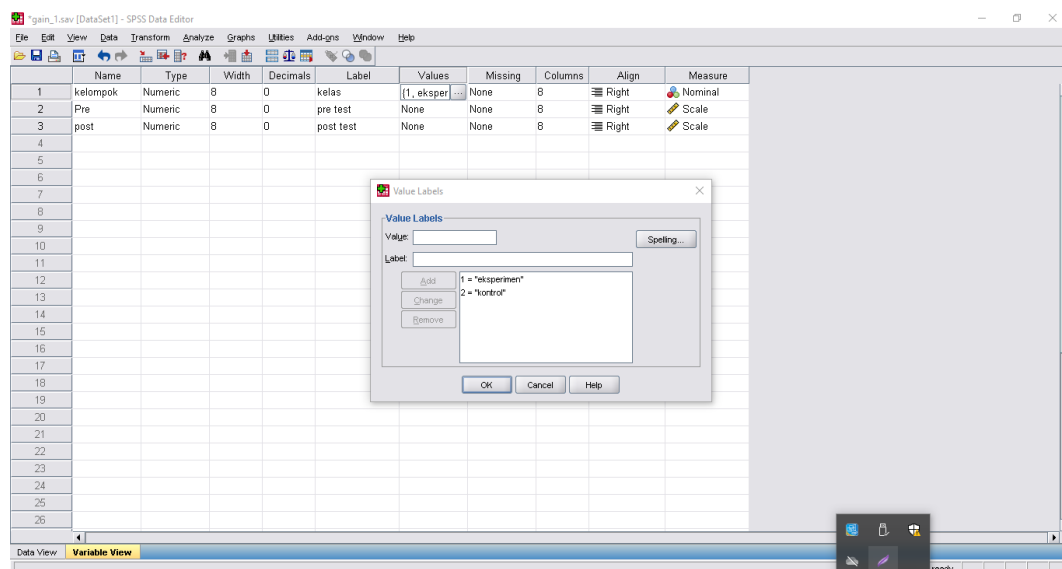 *gain_1.sav [DataSet1] - SPSS Data Editor
File Edit View Data Transform Analyze Graphs Utilities Add-ons Window Help
Name Type Width Decimals Label Values Missing Columns Align Measure
1 kelompok Numeric 8 0 kelas {1, eksper ... None 8 Right Nominal
2 Pre Numeric 8 0 pre test None None 8 Right Scale
3 post Numeric 8 0 post test None None 8 Right Scale
4
5
6
7
8
9
10
11
12
13
14
15
16
17
18
19
20
21
22
23
24
25
26
Value Labels
Value Labels
Value:
Spelling...
Label:
Add
Change
Remove
1 = "eksperimen"
2 = "kontrol"
OK Cancel Help
Data View Variable View